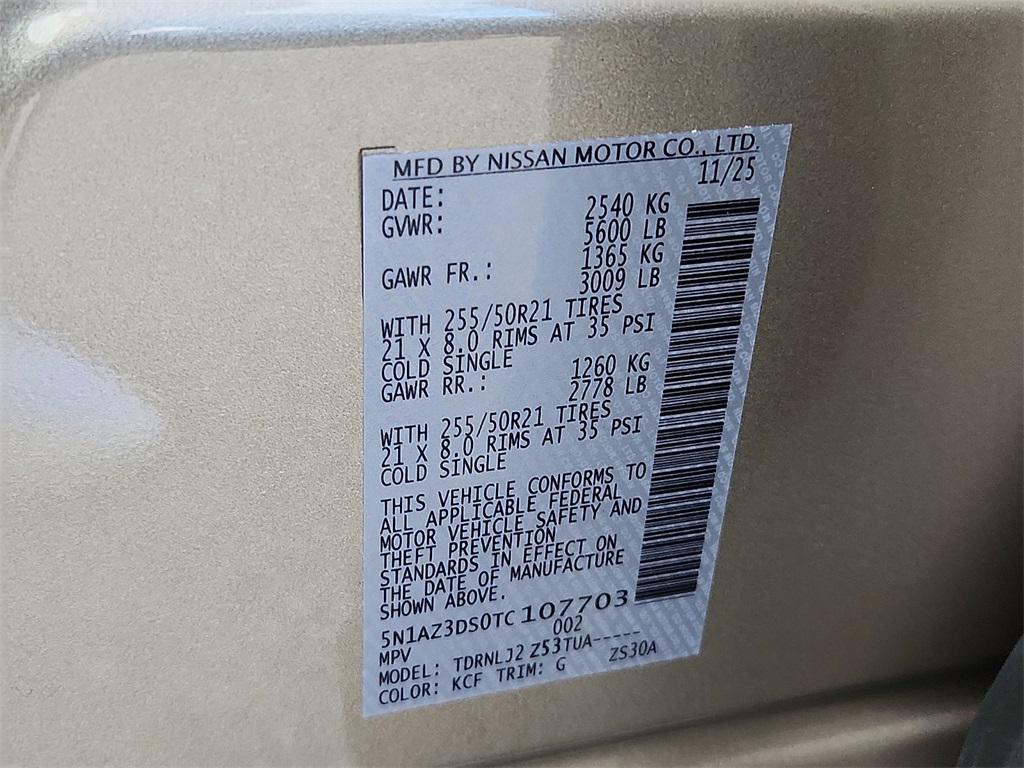 MFD BY NISSAN MOTOR CO., LTD.
DATE: 11/25
GVWR: 2540 KG
5600 LB
GAWR FR.: 1365 KG
3009 LB
WITH 255/50R21 TIRES
21 X 8.0 RIMS AT 35 PSI
COLD SINGLE
GAWR RR.: 1260 KG
2778 LB
WITH 255/50R21 TIRES
21 X 8.0 RIMS AT 35 PSI
COLD SINGLE
THIS VEHICLE CONFORMS TO
ALL APPLICABLE FEDERAL
MOTOR VEHICLE SAFETY AND
THEFT PREVENTION
STANDARDS IN EFFECT ON
THE DATE OF MANUFACTURE
SHOWN ABOVE.
5N1AZ3DS0TC107703
MPV 002
MODEL: TDRNLJ2 Z53TUA-----
COLOR: KCF TRIM: G ZS30A